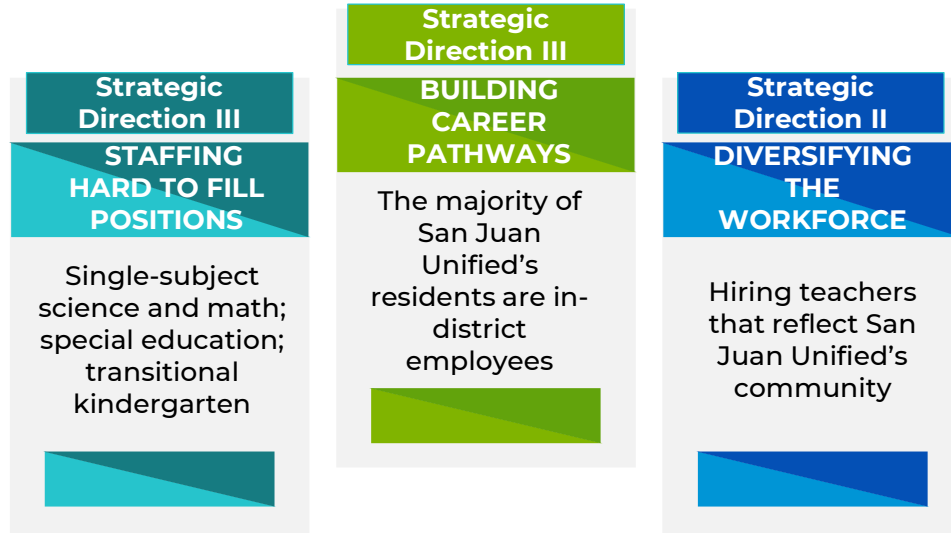 Strategic
Direction III
STAFFING
HARD TO FILL
POSITIONS
Single-subject
science and math;
special education;
transitional
kindergarten
Strategic
Direction III
BUILDING
CAREER
PATHWAYS
The majority of
San Juan
Unified’s
residents are in-
district
employees
Strategic
Direction II
DIVERSIFYING
THE
WORKFORCE
Hiring teachers
that reflect San
Juan Unified’s
community